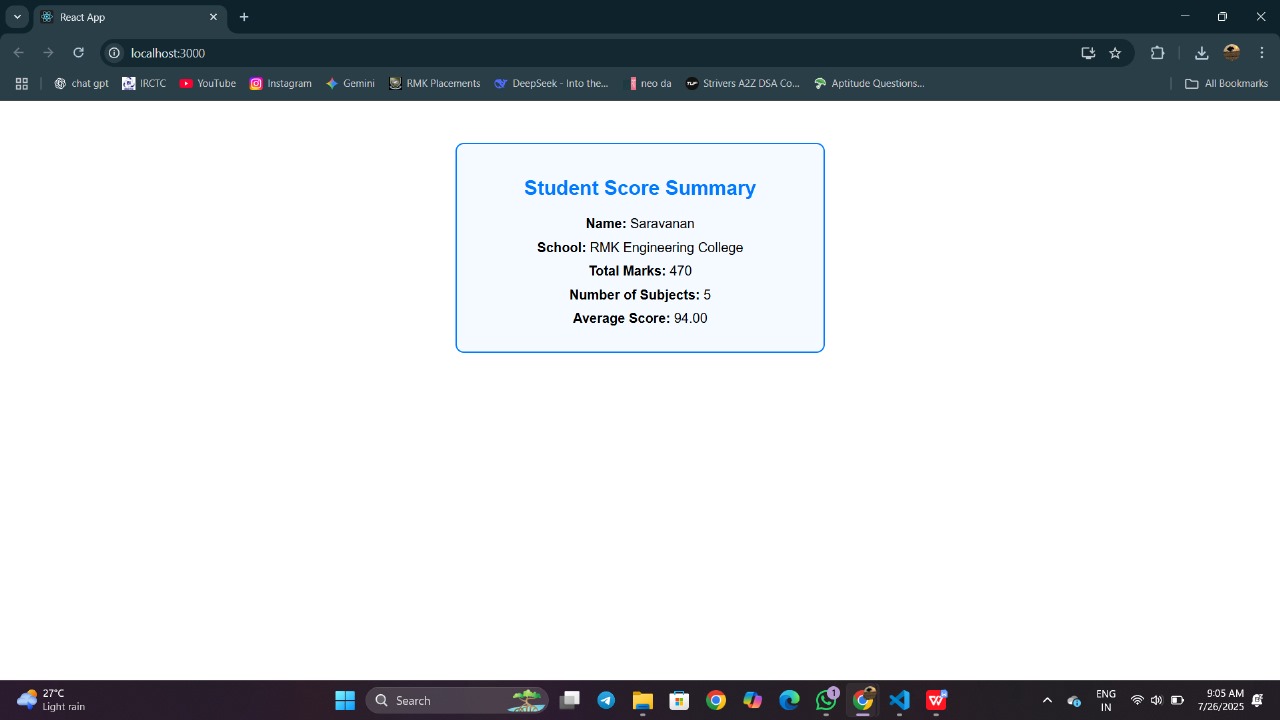 React App
localhost:3000
chat gpt
IRCTC
YouTube
Instagram
Gemini
RMK Placements
DeepSeek - Into the...
neo da
Strivers A2Z DSA Co...
Aptitude Questions...
All Bookmarks
Student Score Summary
Name: Saravanan
School: RMK Engineering College
Total Marks: 470
Number of Subjects: 5
Average Score: 94.00
27°C
Light rain
Search
ENG
IN
9:05 AM
7/26/2025